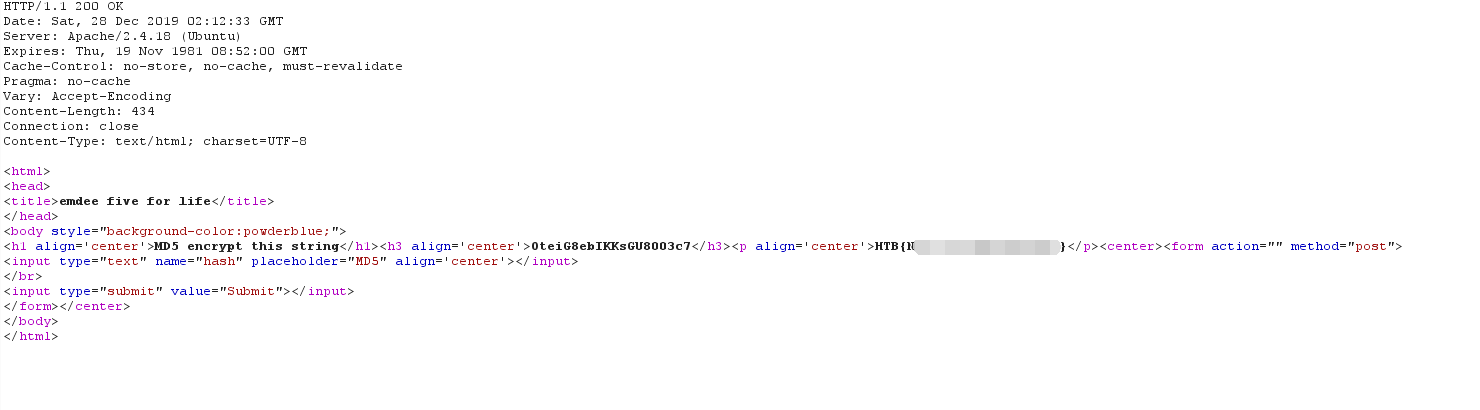 HTTP/1.1 200 OK
Date: Sat, 28 Dec 2019 02:12:33 GMT
Server: Apache/2.4.18 (Ubuntu)
Expires: Thu, 19 Nov 1981 08:52:00 GMT
Cache-Control: no-store, no-cache, must-revalidate
Pragma: no-cache
Vary: Accept-Encoding
Content-Length: 434
Connection: close
Content-Type: text/html; charset=UTF-8
<html>
<head>
<title>emdee five for life</title>
</head>
<body style="background-color:powderblue;">
<h1 align='center'>MD5 encrypt this string</h1><h3 align='center'>0teiG8ebIKKsGU8OO3c7</h3><p align='center'>HTB{ }</p><center><form action="" method="post">
<input type="text" name="hash" placeholder="MD5" align='center'></input>
</br>
<input type="submit" value="Submit"></input>
</form></center>
</body>
</html>